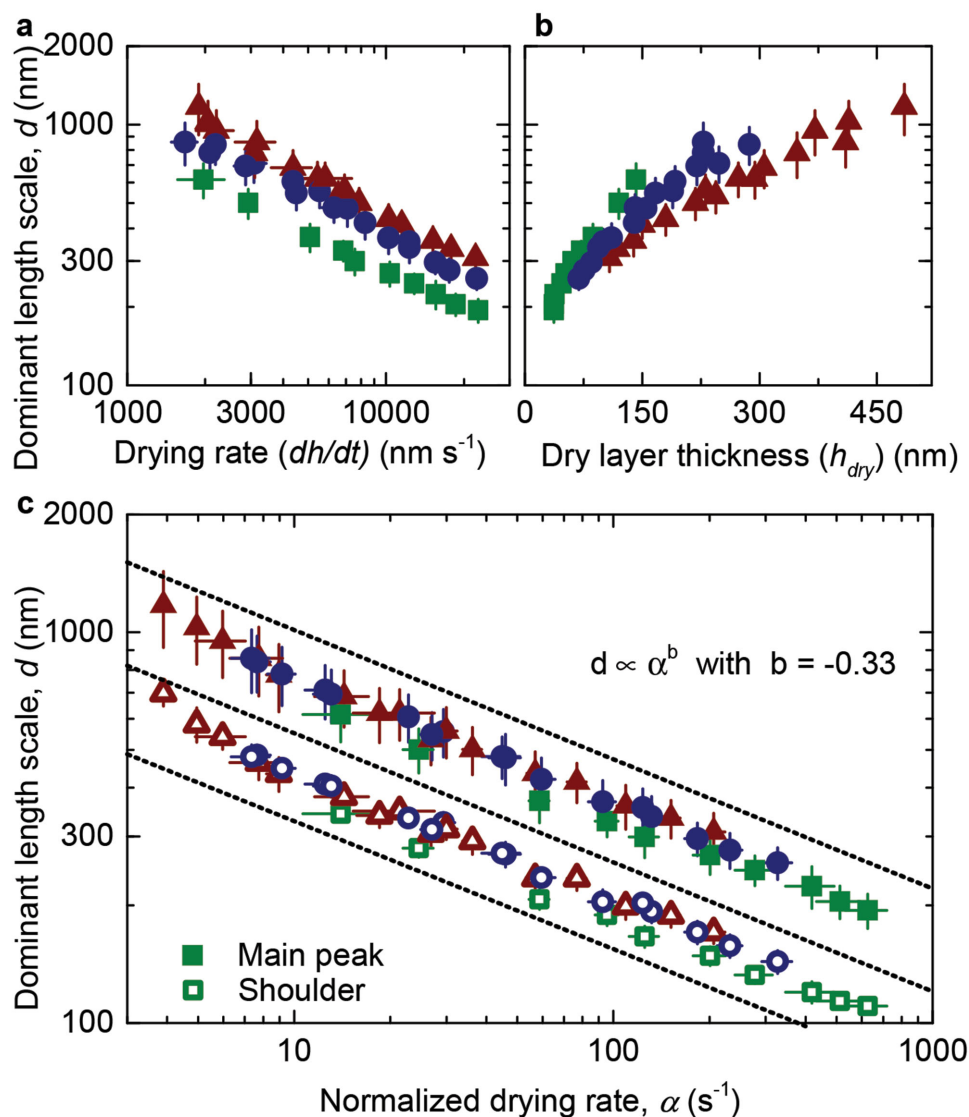 a
b
2000
1000
300
100
Dominant length scale, d (nm)
1000 3000 10000
0 150 300 450
Drying rate (dh/dt) (nm s⁻¹)
Dry layer thickness (h_dry) (nm)
c
2000
1000
300
100
Dominant length scale, d (nm)
d ∝ α^b with b = -0.33
Main peak
Shoulder
10 100 1000
Normalized drying rate, α (s⁻¹)